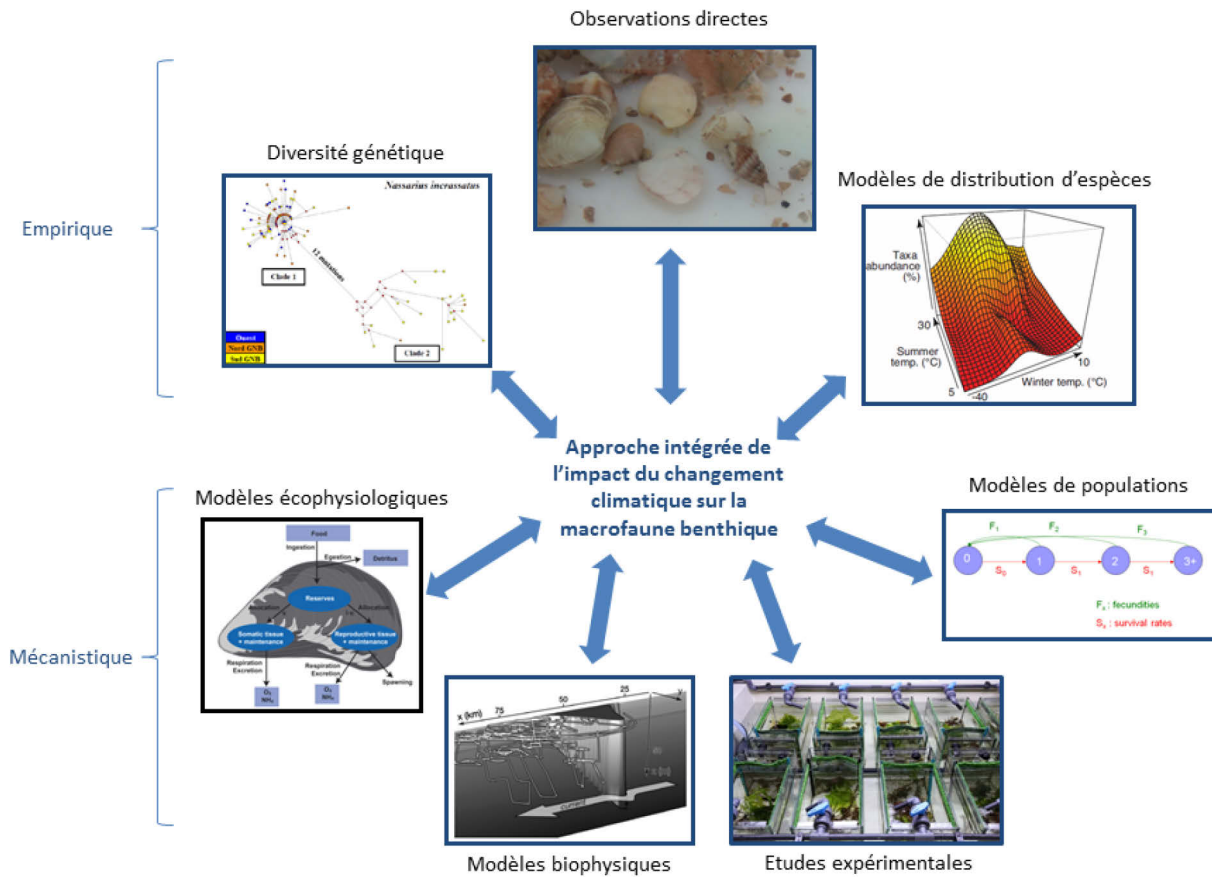 Observations directes
Diversité génétique
Nassarius incrassatus
12 mutations
Clade 1
Clade 2
Ouest
Nord GNB
Sud GNB
Modèles de distribution d'espèces
Taxa
abundance
(%)
30
Summer
temp. (°C)
5
-40
Winter temp. (°C)
10
Empirique
Approche intégrée de
l'impact du changement
climatique sur la
macrofaune benthique
Mécanistique
Modèles écophysiologiques
Food
Ingestion
Egestion
Detritus
Reserves
Allocation
Allocation
Somatic tissue
+ maintenance
Reproductive tissue
+ maintenance
Respiration
Excretion
Respiration
Excretion
Spawning
O₂
NH₄
O₂
NH₄
Modèles de populations
F₁
F₂
F₃
0
1
2
3+
S₀
S₁
S₁
Fₓ : fecundities
Sₓ : survival rates
x (km)
75
50
25
y
current
Modèles biophysiques
Etudes expérimentales